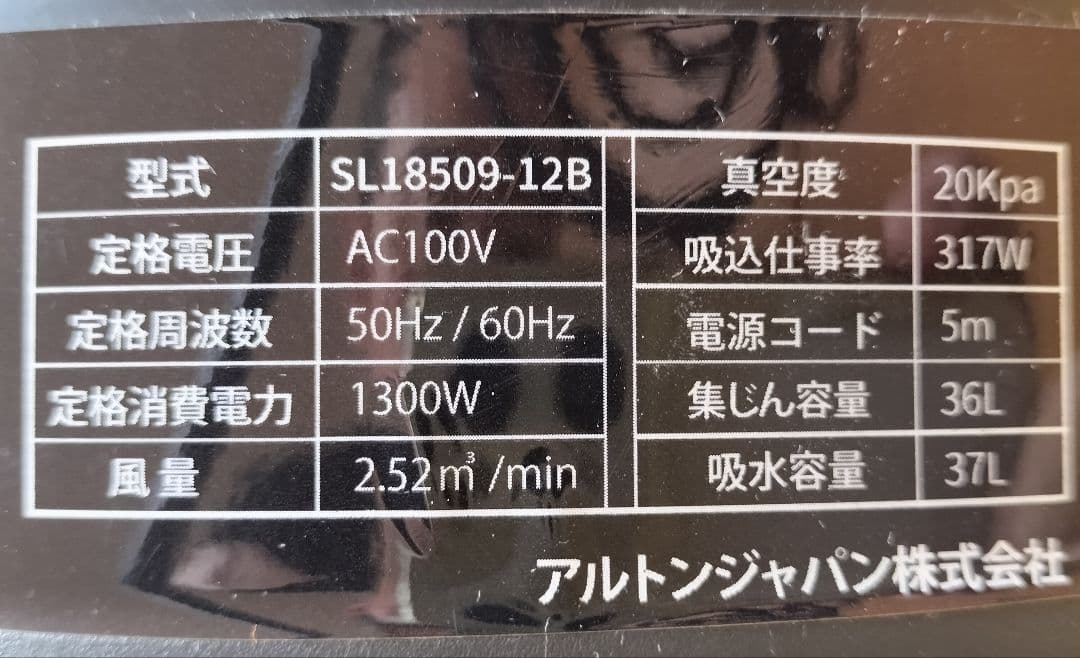 型式 SL18509-12B
定格電圧 AC100V
定格周波数 50Hz / 60Hz
定格消費電力 1300W
風量 2.52m³ /min
真空度 20Kpa
吸込仕事率 317W
電源コード 5m
集じん容量 36L
吸水容量 37L
アルトンジャパン株式会社